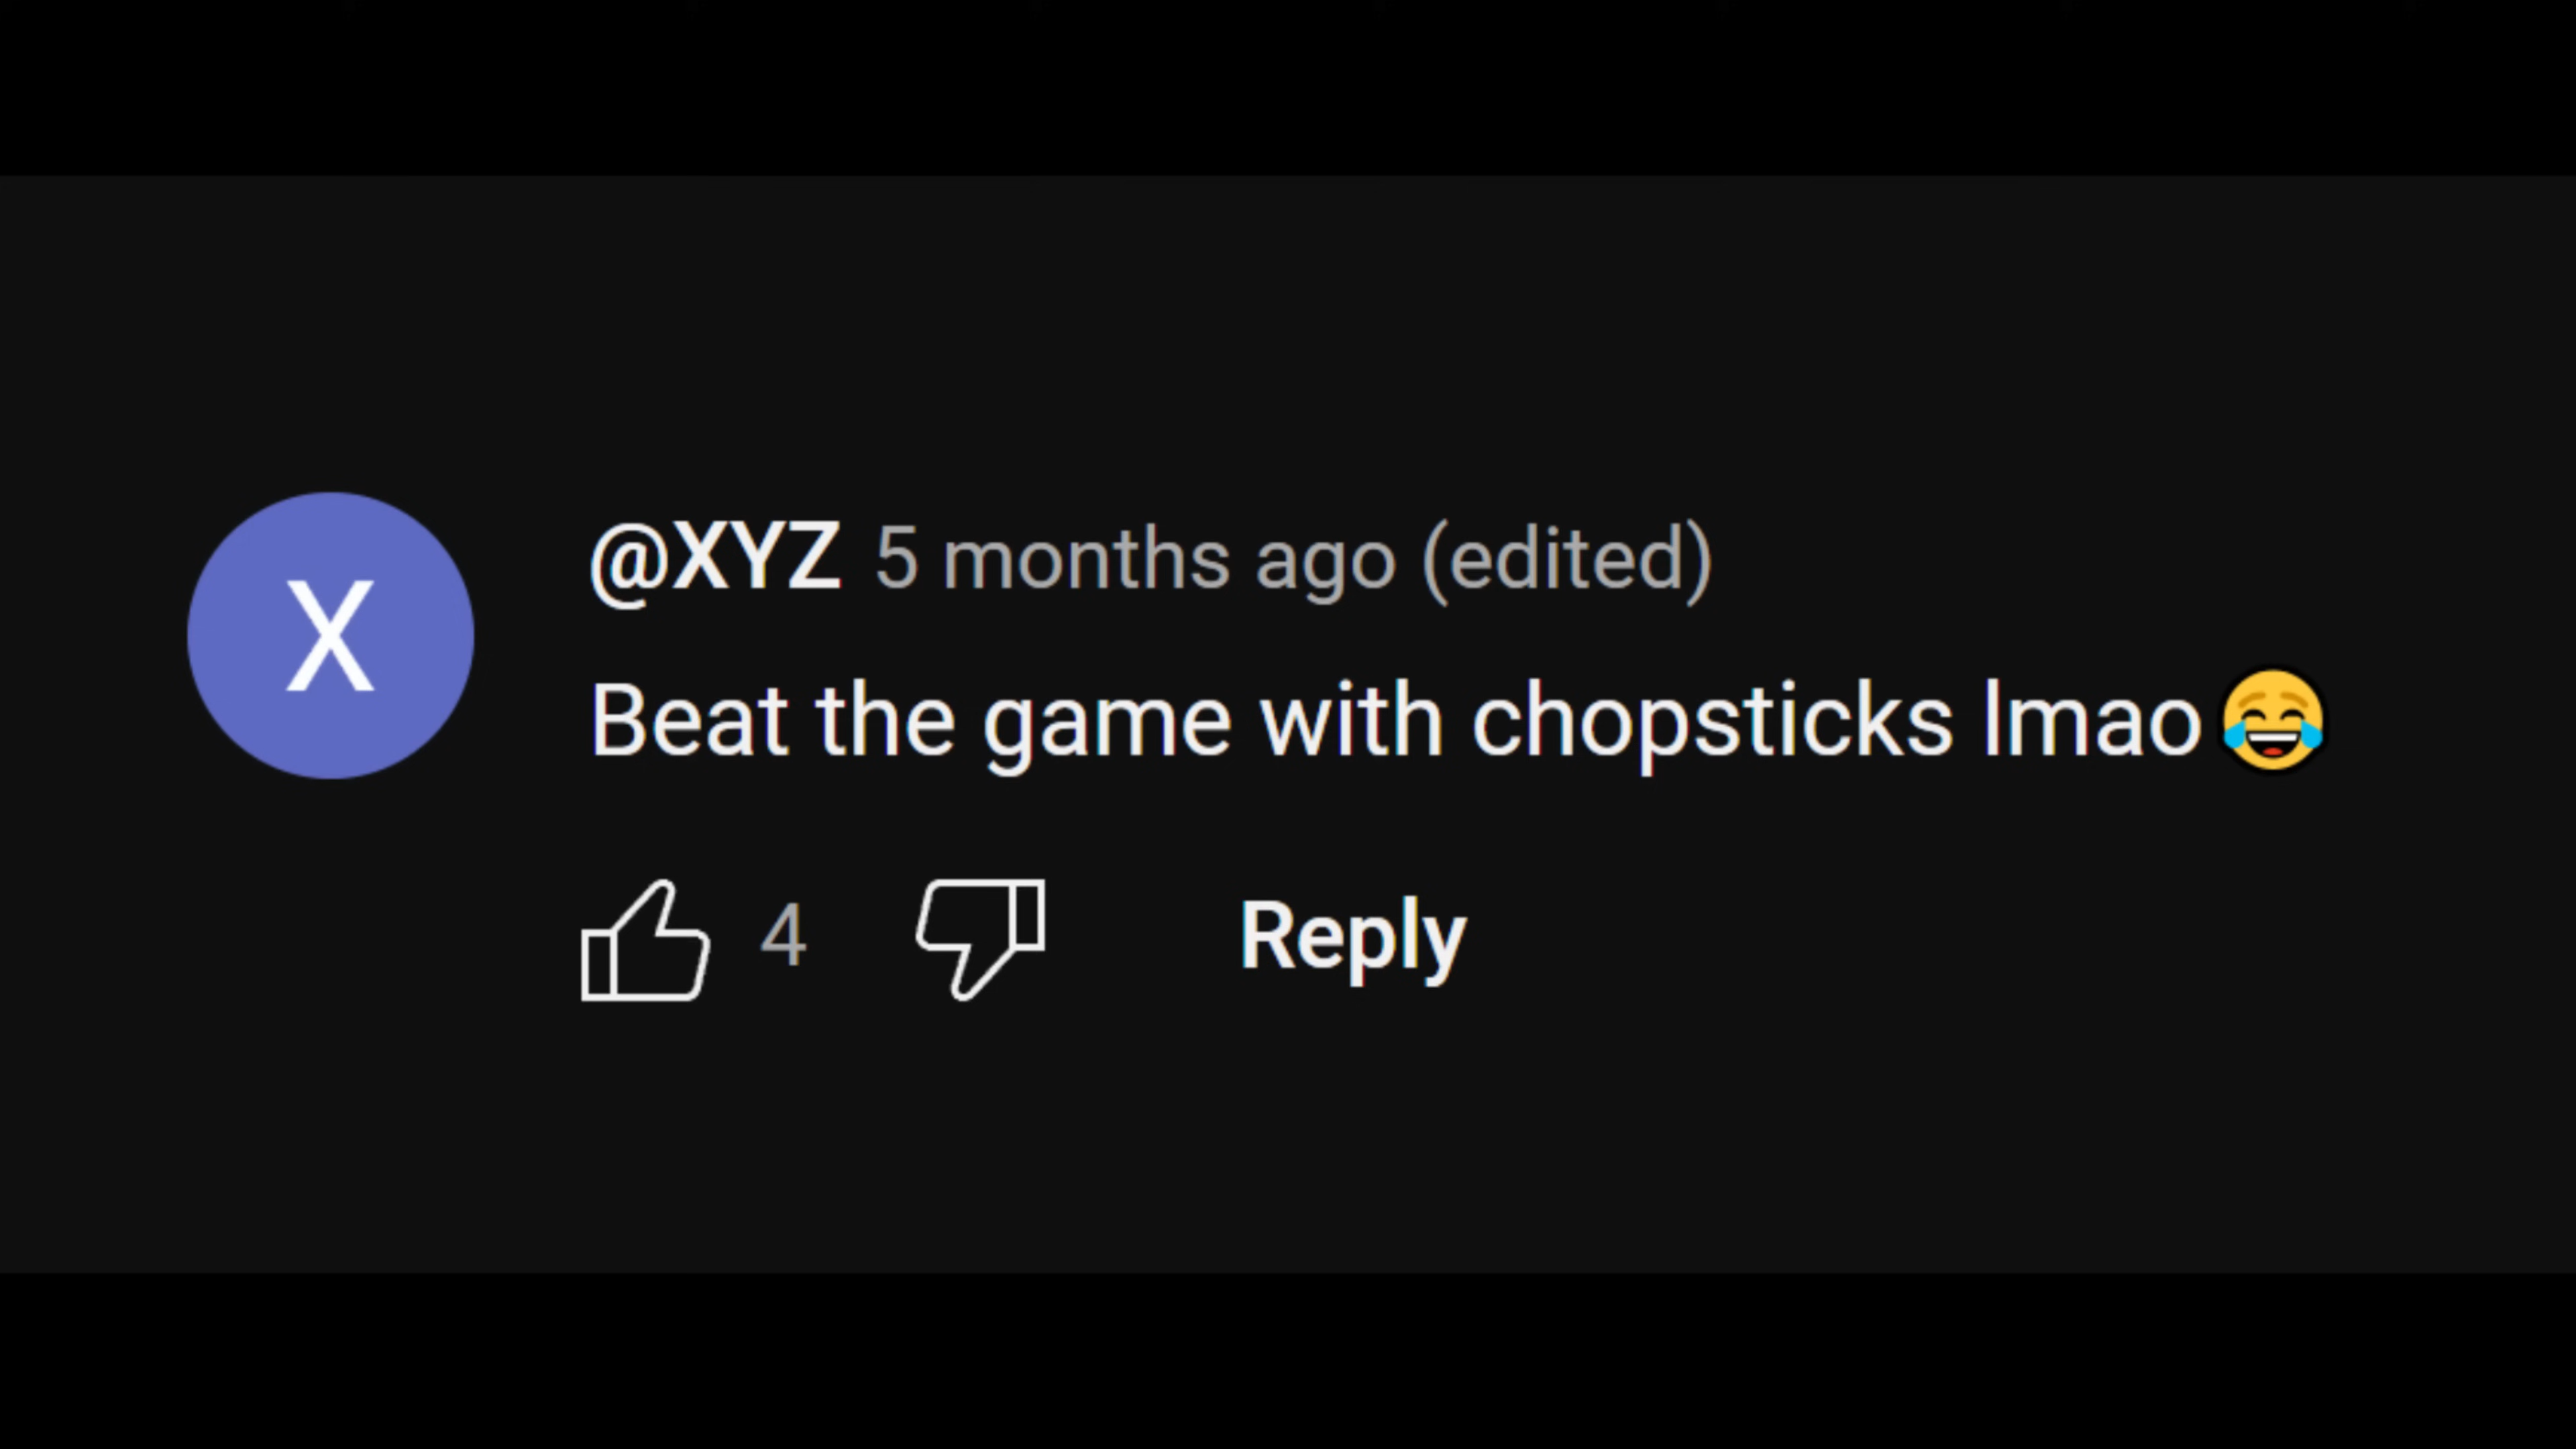 X
@XYZ 5 months ago (edited)
Beat the game with chopsticks lmao😂
4 Reply